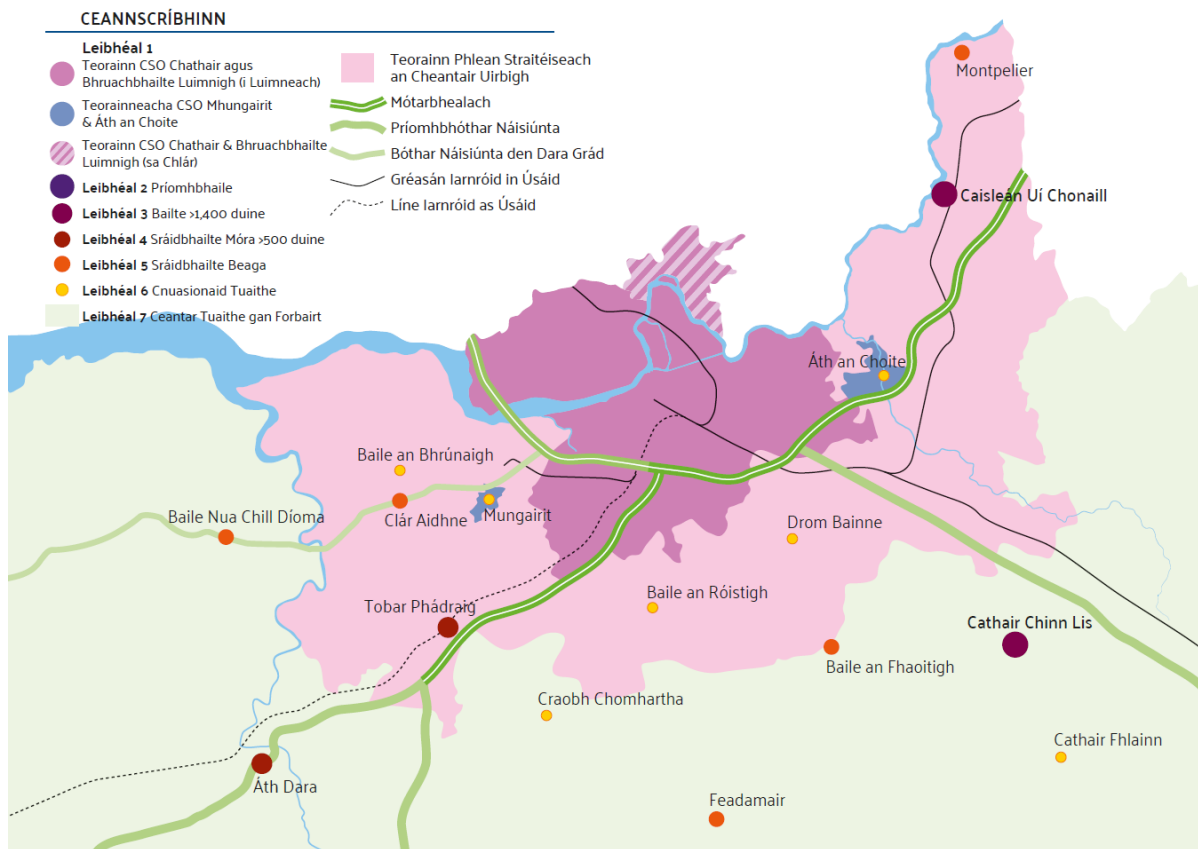 CEANNSCRÍBHINN
Leibhéal 1
Teorainn CSO Chathair agus
Bhruachbhailte Luimnigh (i Luimneach)
Teorainneacha CSO Mhungairit
& Áth an Choite
Teorainn CSO Chathair & Bhruachbhailte
Luimnigh (sa Chlár)
Leibhéal 2 Príomhbhaile
Leibhéal 3 Bailte >1,400 duine
Leibhéal 4 Sráidbhailte Móra >500 duine
Leibhéal 5 Sráidbhailte Beaga
Leibhéal 6 Cnuasionaid Tuaithe
Leibhéal 7 Ceantar Tuaithe gan Forbairt
Teorainn Phlean Straitéiseach
an Cheantair Uirbigh
Mótarbhealach
Príomhbhóthar Náisiúnta
Bóthar Náisiúnta den Dara Grád
Gréasán Iarnróid in Úsáid
Líne Iarnróid as Úsáid
Montpelier
Caisleán Uí Chonaill
Áth an Choite
Baile an Bhrúnaigh
Clár Aidhne
Mungairit
Baile Nua Chill Díoma
Drom Bainne
Baile an Róistigh
Tobar Phádraig
Cathair Chinn Lis
Baile an Fhaoitigh
Craobh Chomhartha
Cathair Fhlainn
Áth Dara
Feadamair